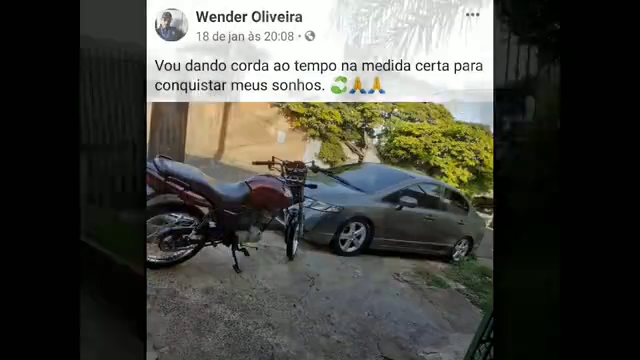 Wender Oliveira
18 de jan às 20:08 •
Vou dando corda ao tempo na medida certa para
conquistar meus sonhos. ♻️🙏🙏